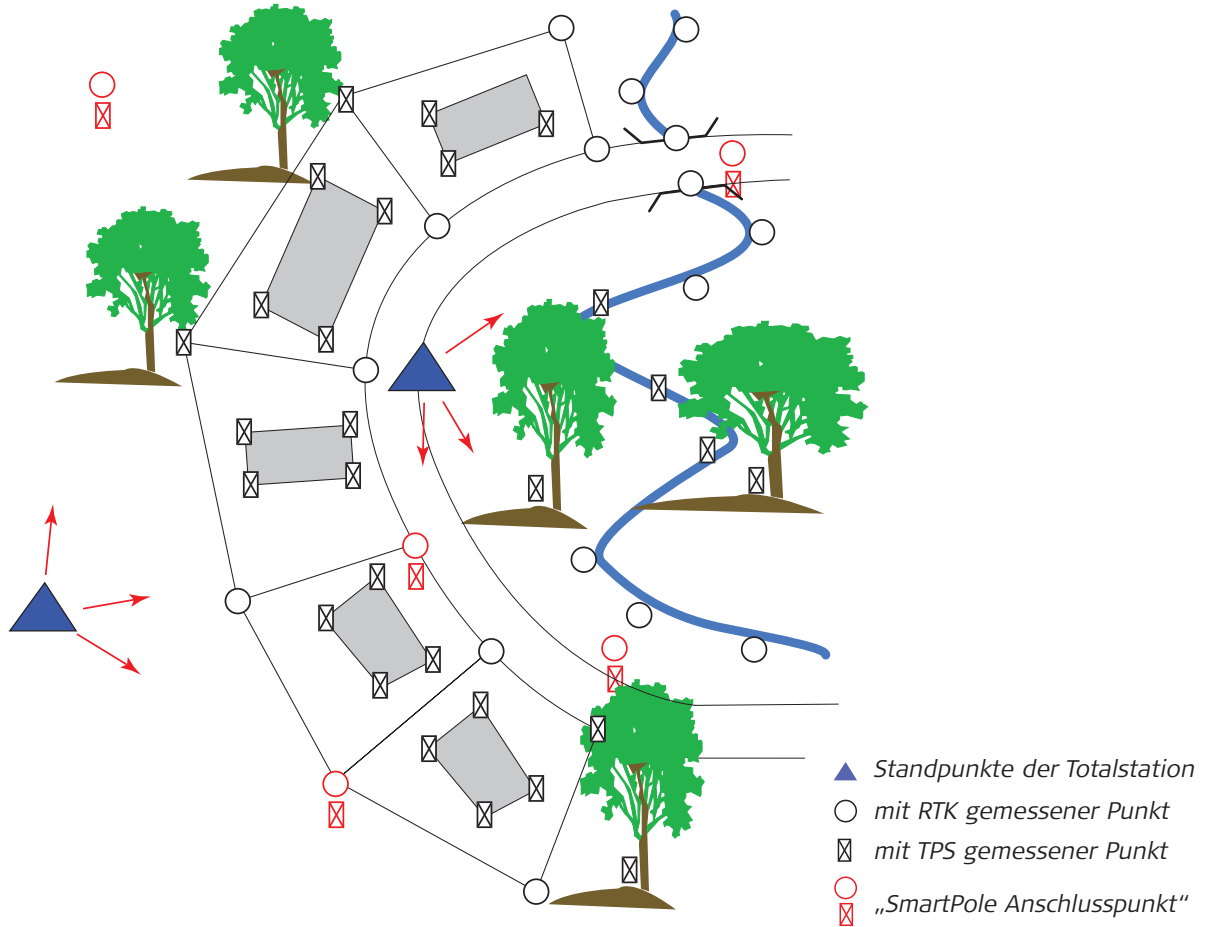 Standpunkte der Totalstation
mit RTK gemessener Punkt
mit TPS gemessener Punkt
„SmartPole Anschlusspunkt“